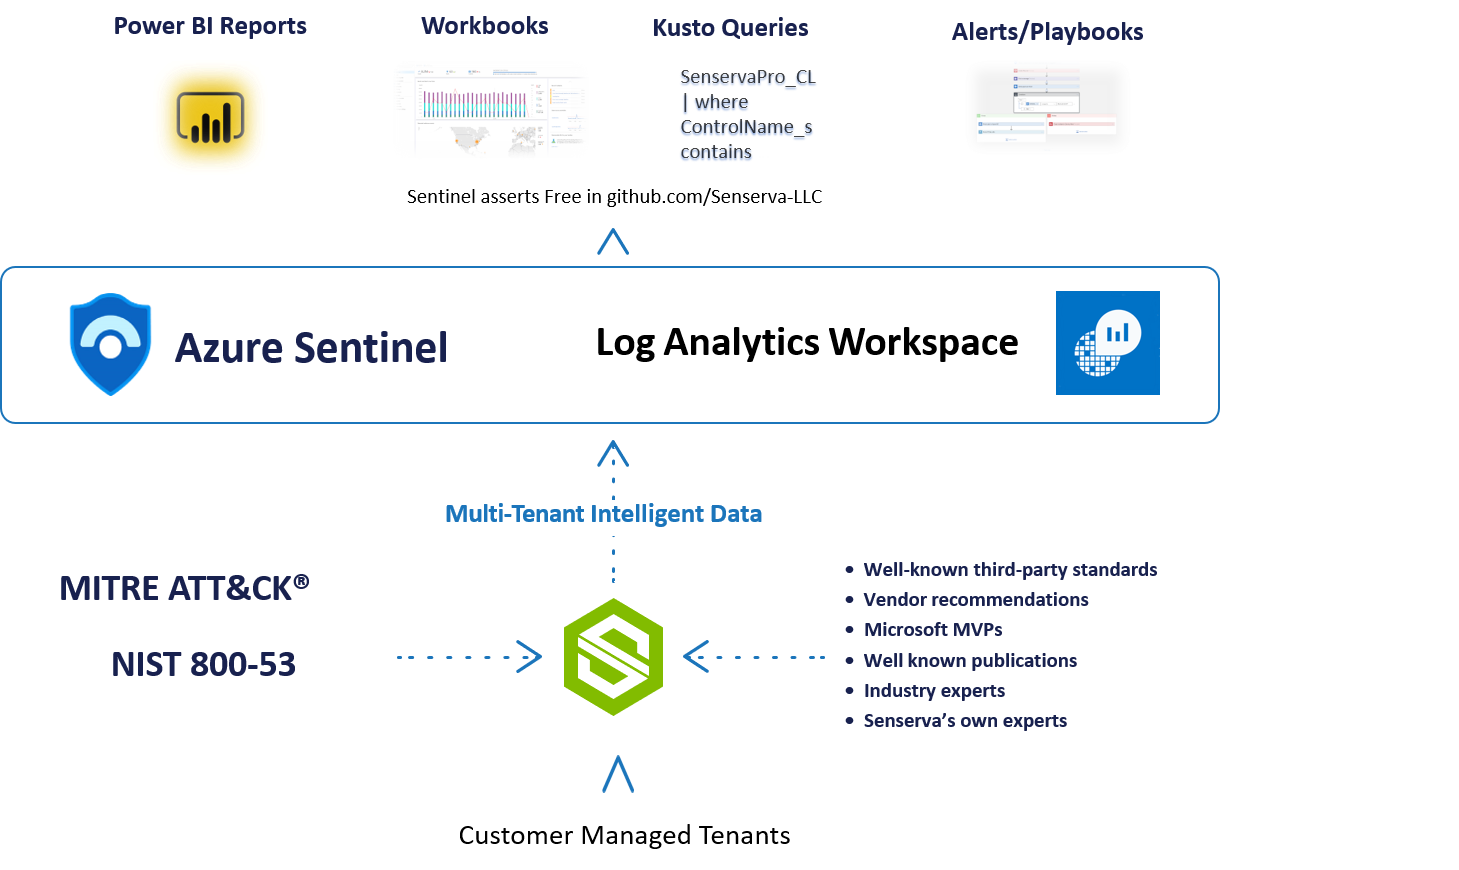 Power BI Reports
Workbooks
Kusto Queries
Alerts/Playbooks
SenservaPro_CL
| where
ControlName_s
contains
Sentinel asserts Free in github.com/Senserva-LLC
Azure Sentinel
Log Analytics Workspace
Multi-Tenant Intelligent Data
MITRE ATT&CK®
NIST 800-53
• Well-known third-party standards
• Vendor recommendations
• Microsoft MVPs
• Well known publications
• Industry experts
• Senserva’s own experts
Customer Managed Tenants